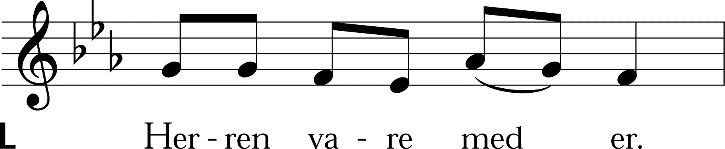 L Her - ren va - re med er.